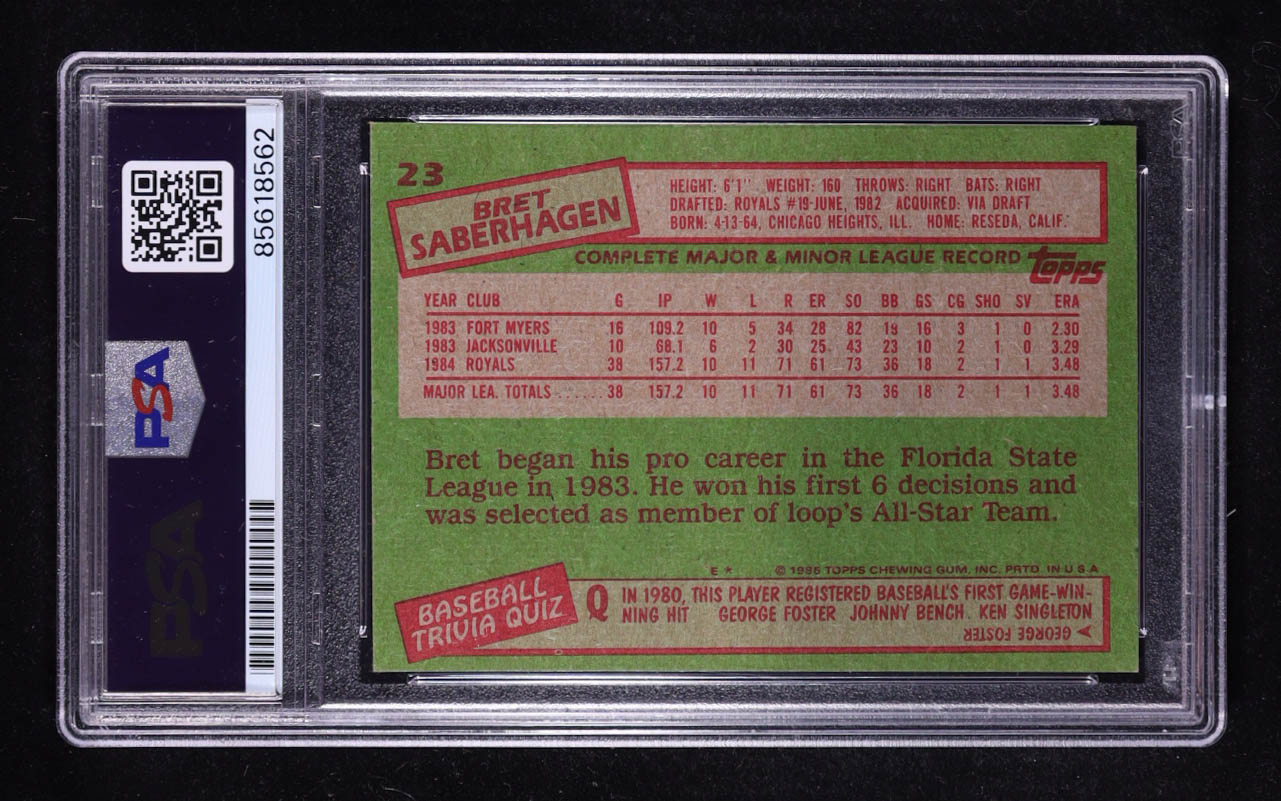 85618562
PSA
PSA
23
BRET
SABERHAGEN
HEIGHT: 6'1" WEIGHT: 160 THROWS: RIGHT BATS: RIGHT
DRAFTED: ROYALS #19-JUNE, 1982 ACQUIRED: VIA DRAFT
BORN: 4-13-64, CHICAGO HEIGHTS, ILL. HOME: RESEDA, CALIF.
COMPLETE MAJOR & MINOR LEAGUE RECORD topps
YEAR CLUB G IP W L R ER SO BB GS CG SHO SV ERA
1983 FORT MYERS 16 109.2 10 5 34 28 82 19 16 3 1 0 2.30
1983 JACKSONVILLE 10 68.1 6 2 30 25 43 23 10 2 1 0 3.29
1984 ROYALS 38 157.2 10 11 71 61 73 36 18 2 1 1 3.48
MAJOR LEA. TOTALS ...... 38 157.2 10 11 71 61 73 36 18 2 1 1 3.48
Bret began his pro career in the Florida State
League in 1983. He won his first 6 decisions and
was selected as member of loop's All-Star Team.
E * © 1985 TOPPS CHEWING GUM, INC. PRTD. IN U S A
BASEBALL
TRIVIA QUIZ
Q IN 1980, THIS PLAYER REGISTERED BASEBALL'S FIRST GAME-WIN-
NING HIT GEORGE FOSTER JOHNNY BENCH. KEN SINGLETON
GEORGE FOSTER